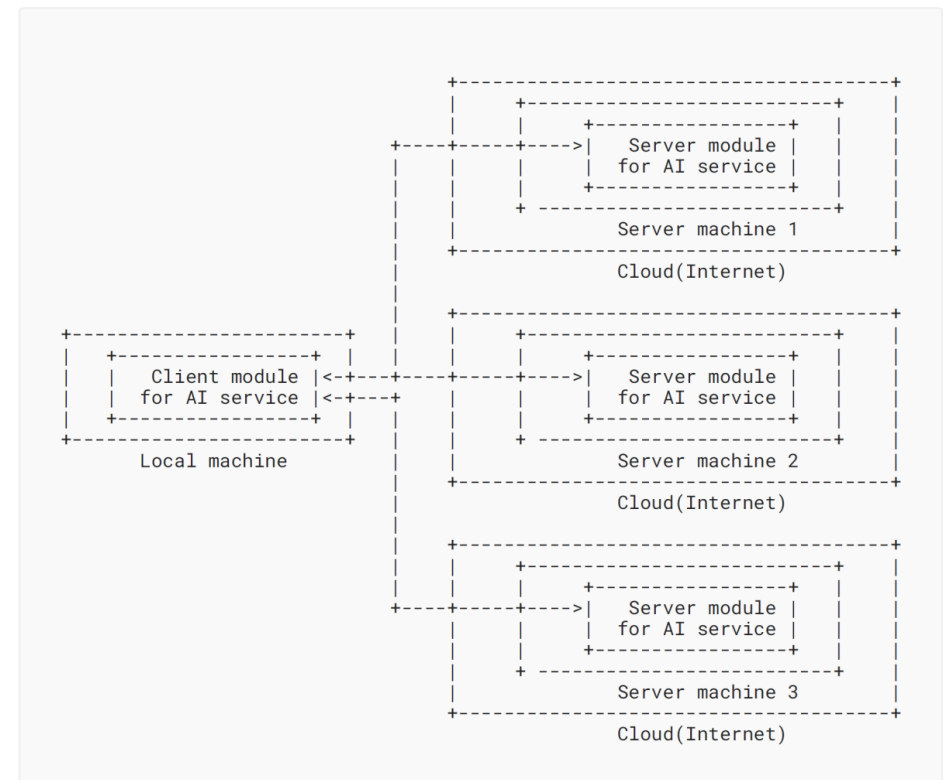 Server module
for AI service
Server machine 1
Cloud(Internet)
Client module
for AI service
Local machine
Server module
for AI service
Server machine 2
Cloud(Internet)
Server module
for AI service
Server machine 3
Cloud(Internet)